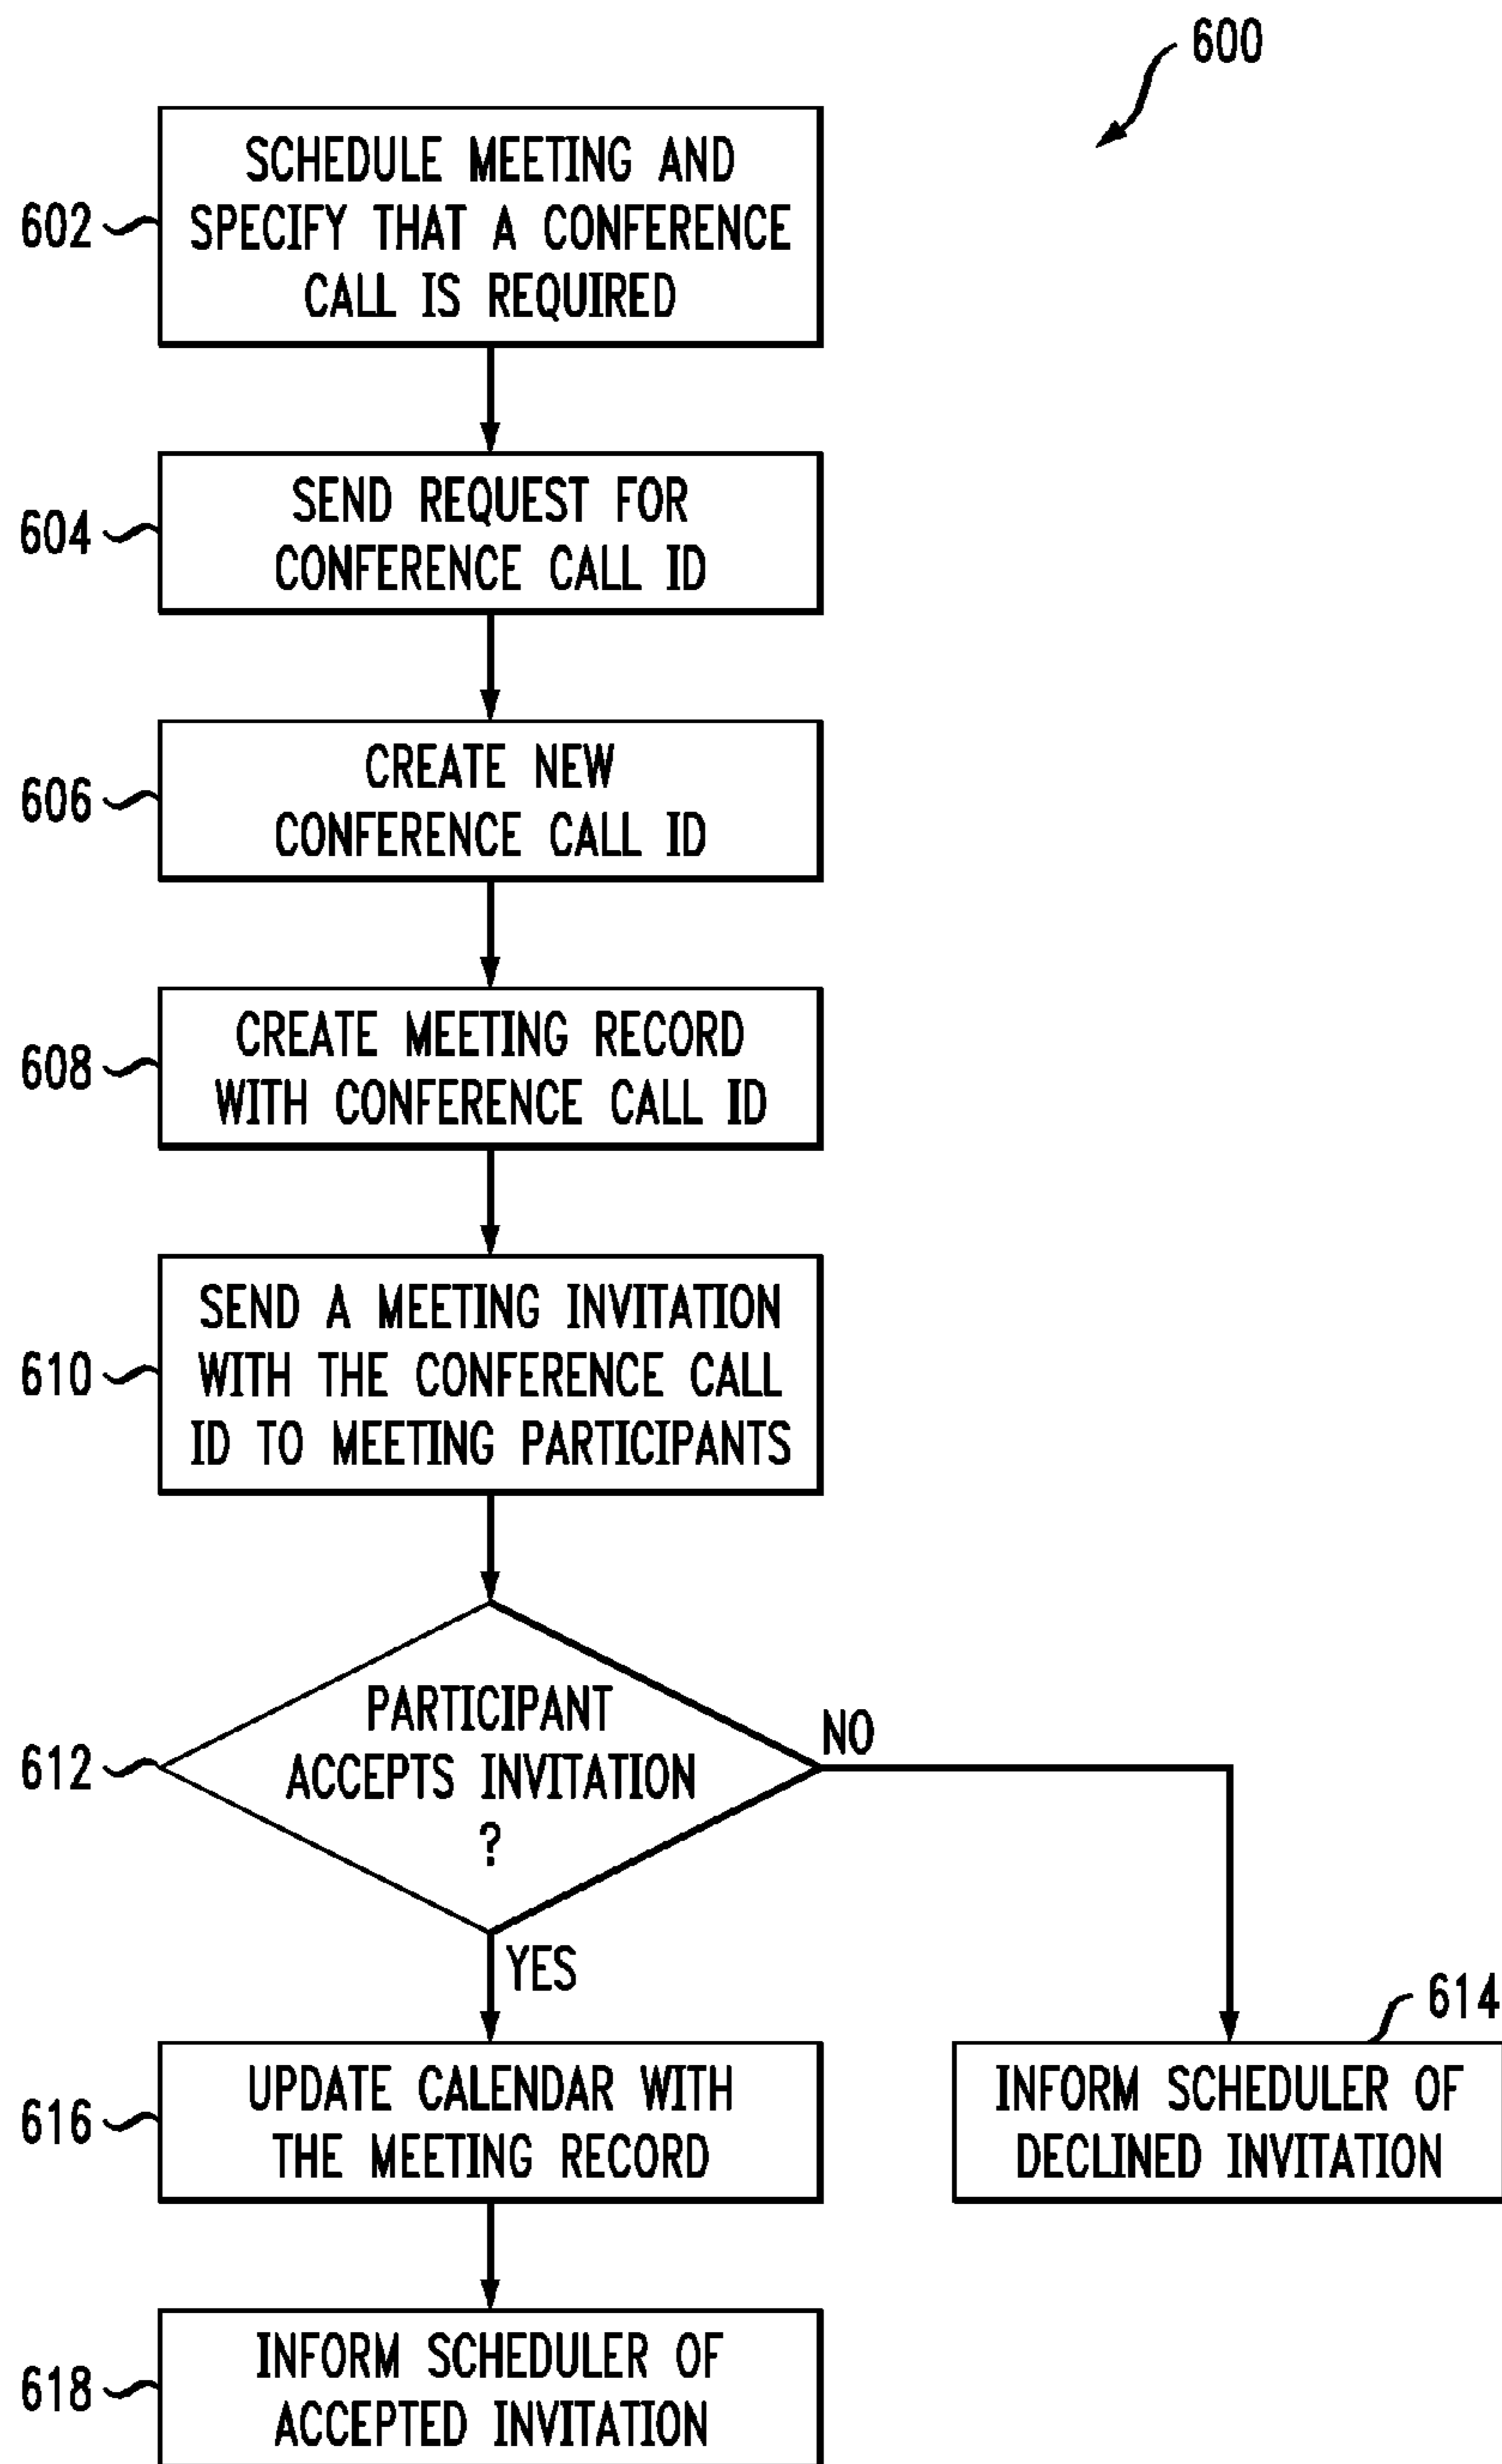 600
602
SCHEDULE MEETING AND
SPECIFY THAT A CONFERENCE
CALL IS REQUIRED
604
SEND REQUEST FOR
CONFERENCE CALL ID
606
CREATE NEW
CONFERENCE CALL ID
608
CREATE MEETING RECORD
WITH CONFERENCE CALL ID
610
SEND A MEETING INVITATION
WITH THE CONFERENCE CALL
ID TO MEETING PARTICIPANTS
612
PARTICIPANT
ACCEPTS INVITATION
?
NO
YES
614
INFORM SCHEDULER OF
DECLINED INVITATION
616
UPDATE CALENDAR WITH
THE MEETING RECORD
618
INFORM SCHEDULER OF
ACCEPTED INVITATION